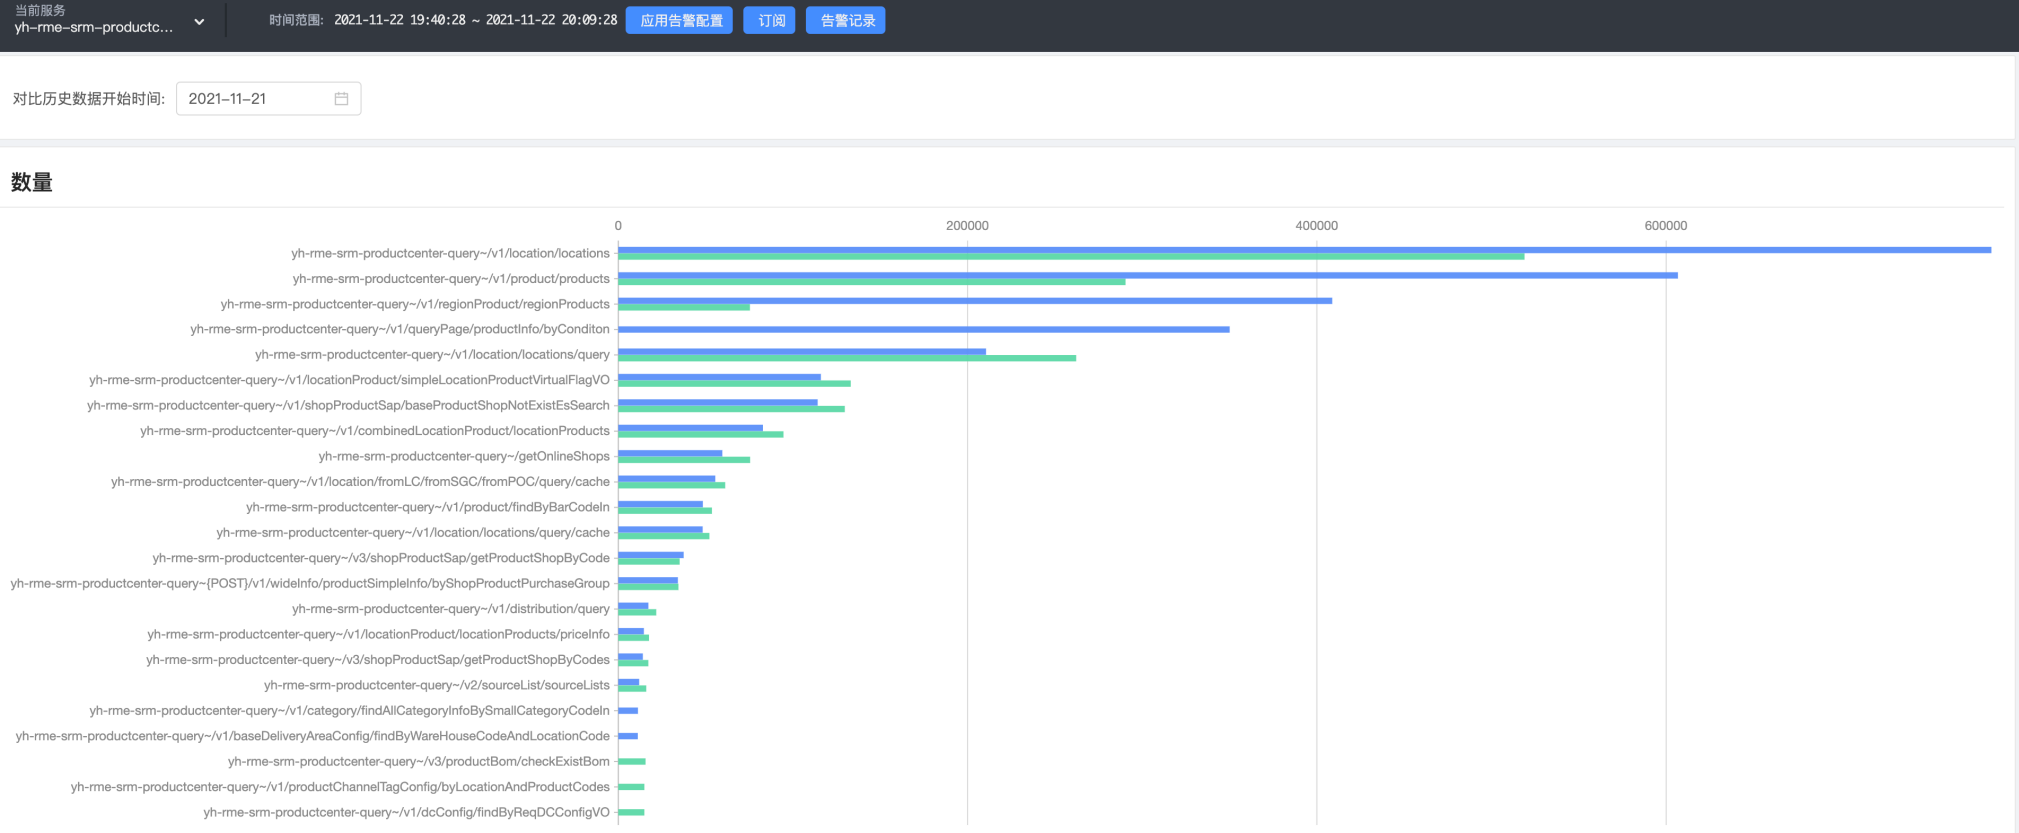 当前服务
yh-rme-srm-productc...
时间范围: 2021-11-22 19:40:28 ~ 2021-11-22 20:09:28 应用告警配置 订阅 告警记录
对比历史数据开始时间: 2021-11-21
数量
0 200000 400000 600000
yh-rme-srm-productcenter-query~/v1/location/locations
yh-rme-srm-productcenter-query~/v1/product/products
yh-rme-srm-productcenter-query~/v1/regionProduct/regionProducts
yh-rme-srm-productcenter-query~/v1/queryPage/productInfo/byConditon
yh-rme-srm-productcenter-query~/v1/location/locations/query
yh-rme-srm-productcenter-query~/v1/locationProduct/simpleLocationProductVirtualFlagVO
yh-rme-srm-productcenter-query~/v1/shopProductSap/baseProductShopNotExistEsSearch
yh-rme-srm-productcenter-query~/v1/combinedLocationProduct/locationProducts
yh-rme-srm-productcenter-query~/getOnlineShops
yh-rme-srm-productcenter-query~/v1/location/fromLC/fromSGC/fromPOC/query/cache
yh-rme-srm-productcenter-query~/v1/product/findByBarCodeIn
yh-rme-srm-productcenter-query~/v1/location/locations/query/cache
yh-rme-srm-productcenter-query~/v3/shopProductSap/getProductShopByCode
yh-rme-srm-productcenter-query~{POST}/v1/wideInfo/productSimpleInfo/byShopProductPurchaseGroup
yh-rme-srm-productcenter-query~/v1/distribution/query
yh-rme-srm-productcenter-query~/v1/locationProduct/locationProducts/priceInfo
yh-rme-srm-productcenter-query~/v3/shopProductSap/getProductShopByCodes
yh-rme-srm-productcenter-query~/v2/sourceList/sourceLists
yh-rme-srm-productcenter-query~/v1/category/findAllCategoryInfoBySmallCategoryCodeIn
yh-rme-srm-productcenter-query~/v1/baseDeliveryAreaConfig/findByWareHouseCodeAndLocationCode
yh-rme-srm-productcenter-query~/v3/productBom/checkExistBom
yh-rme-srm-productcenter-query~/v1/productChannelTagConfig/byLocationAndProductCodes
yh-rme-srm-productcenter-query~/v1/dcConfig/findByReqDCConfigVO